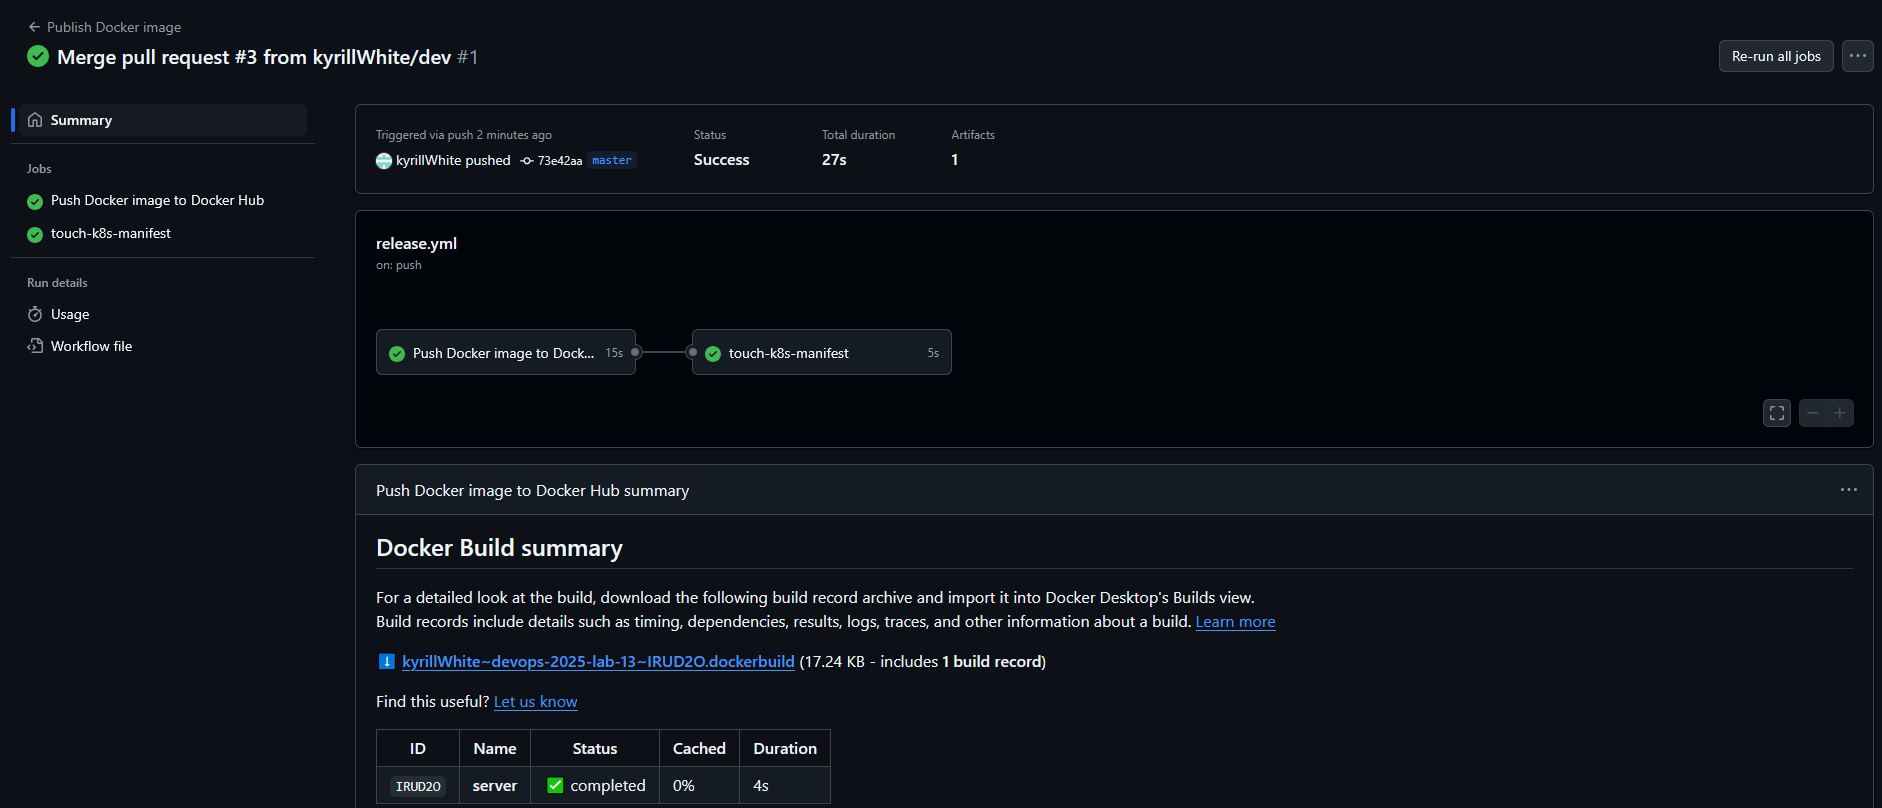 Publish Docker image
Merge pull request #3 from kyrillWhite/dev #1
Re-run all jobs
Summary
Jobs
Push Docker image to Docker Hub
touch-k8s-manifest
Run details
Usage
Workflow file
Triggered via push 2 minutes ago
kyrillWhite pushed 73e42aa master
Status
Success
Total duration
27s
Artifacts
1
release.yml
on: push
Push Docker image to Dock... 15s
touch-k8s-manifest 5s
Push Docker image to Docker Hub summary
Docker Build summary
For a detailed look at the build, download the following build record archive and import it into Docker Desktop's Builds view.
Build records include details such as timing, dependencies, results, logs, traces, and other information about a build. Learn more
kyrillWhite~devops-2025-lab-13~IRUD2O.dockerbuild (17.24 KB - includes 1 build record)
Find this useful? Let us know
ID Name Status Cached Duration
IRUD2O server completed 0% 4s